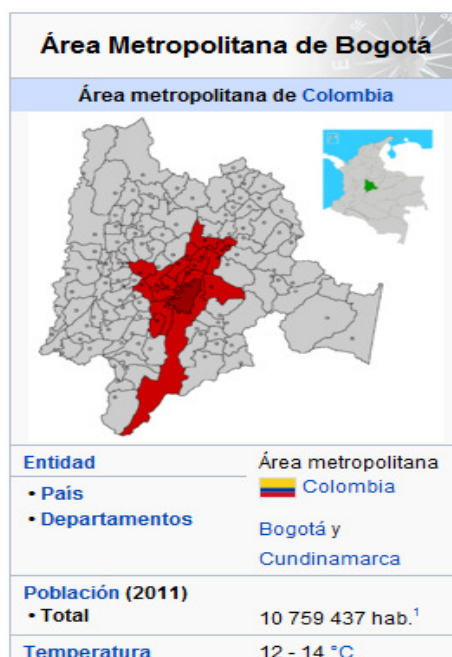 Área Metropolitana de Bogotá
Área metropolitana de Colombia
Entidad Área metropolitana
• País Colombia
• Departamentos Bogotá y
Cundinamarca
Población (2011)
• Total 10 759 437 hab.1
Temperatura 12 - 14 °C